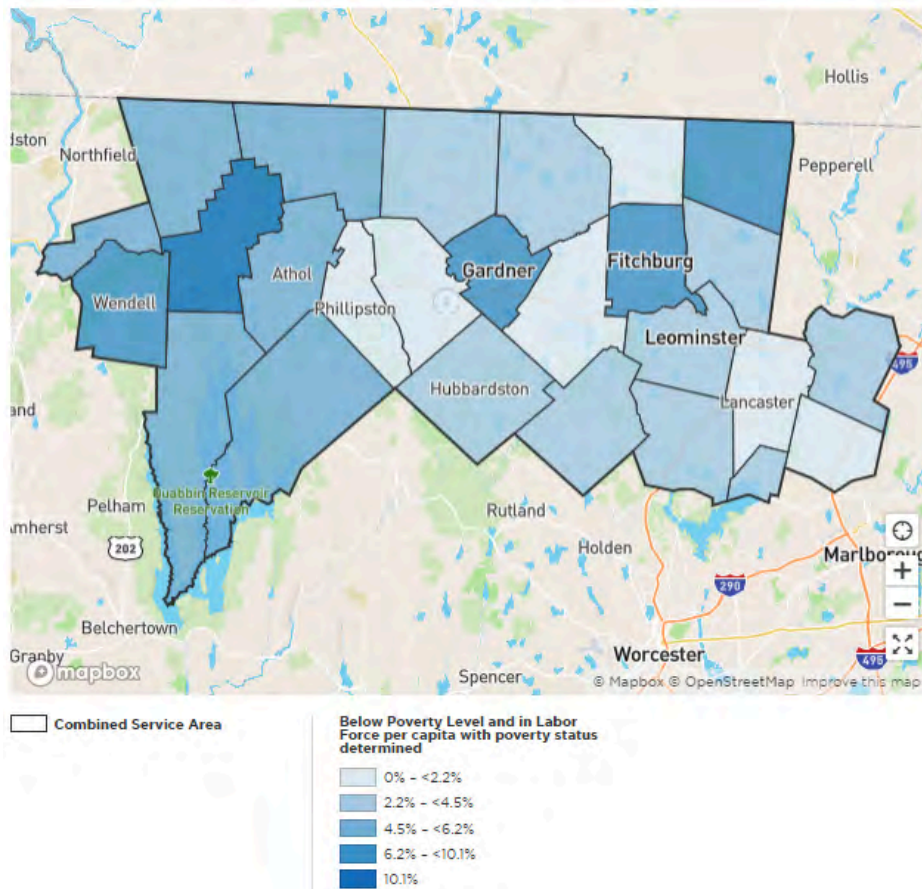 Hollis
dston
Northfield
Pepperell
Gardner
Fitchburg
Athol
Wendell
Phillipston
Leominster
495
Hubbardston
Lancaster
and
Quabbin Reservoir
Reservation
Pelham
Rutland
Amherst
202
Holden
Marlboroug
290
Belchertown
Granby
Worcester
495
mapbox
Spencer
© Mapbox © OpenStreetMap Improve this map
Combined Service Area
Below Poverty Level and in Labor
Force per capita with poverty status
determined
0% - <2.2%
2.2% - <4.5%
4.5% - <6.2%
6.2% - <10.1%
10.1%